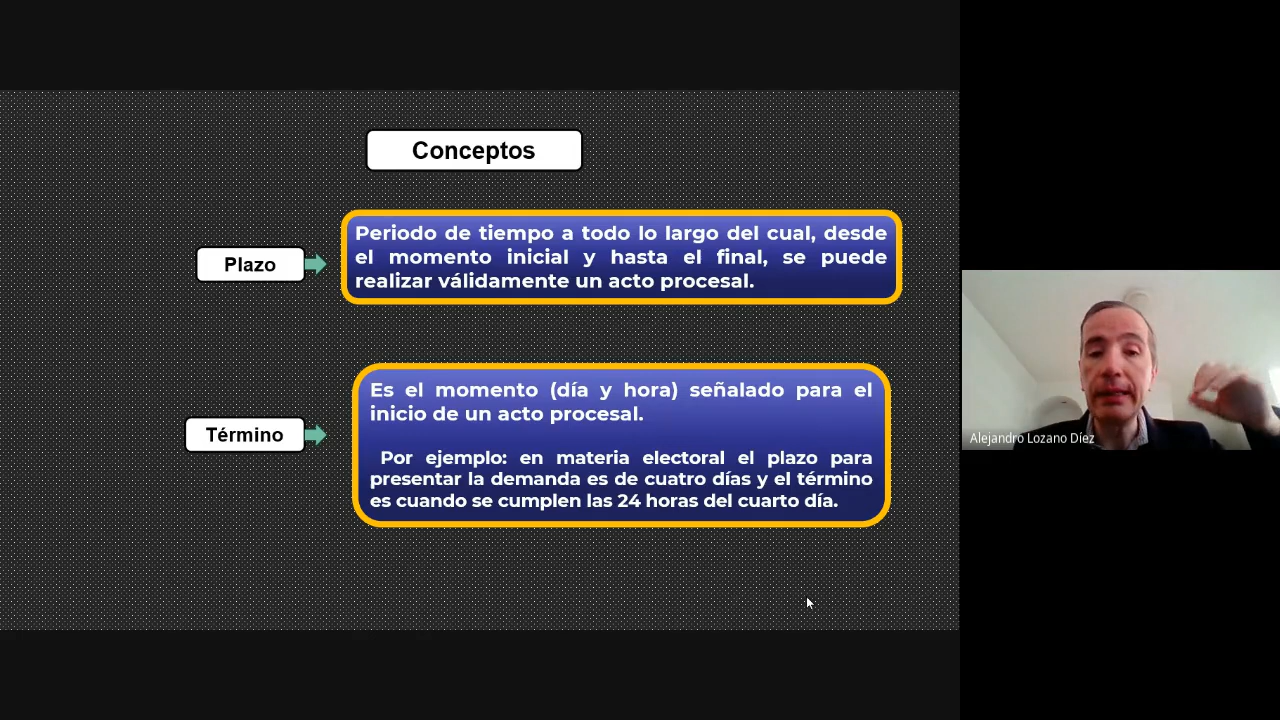 Conceptos
Plazo
Periodo de tiempo a todo lo largo del cual, desde
el momento inicial y hasta el final, se puede
realizar válidamente un acto procesal.
Término
Es el momento (día y hora) señalado para el
inicio de un acto procesal.
Por ejemplo: en materia electoral el plazo para
presentar la demanda es de cuatro días y el término
es cuando se cumplen las 24 horas del cuarto día.
Alejandro Lozano Díez